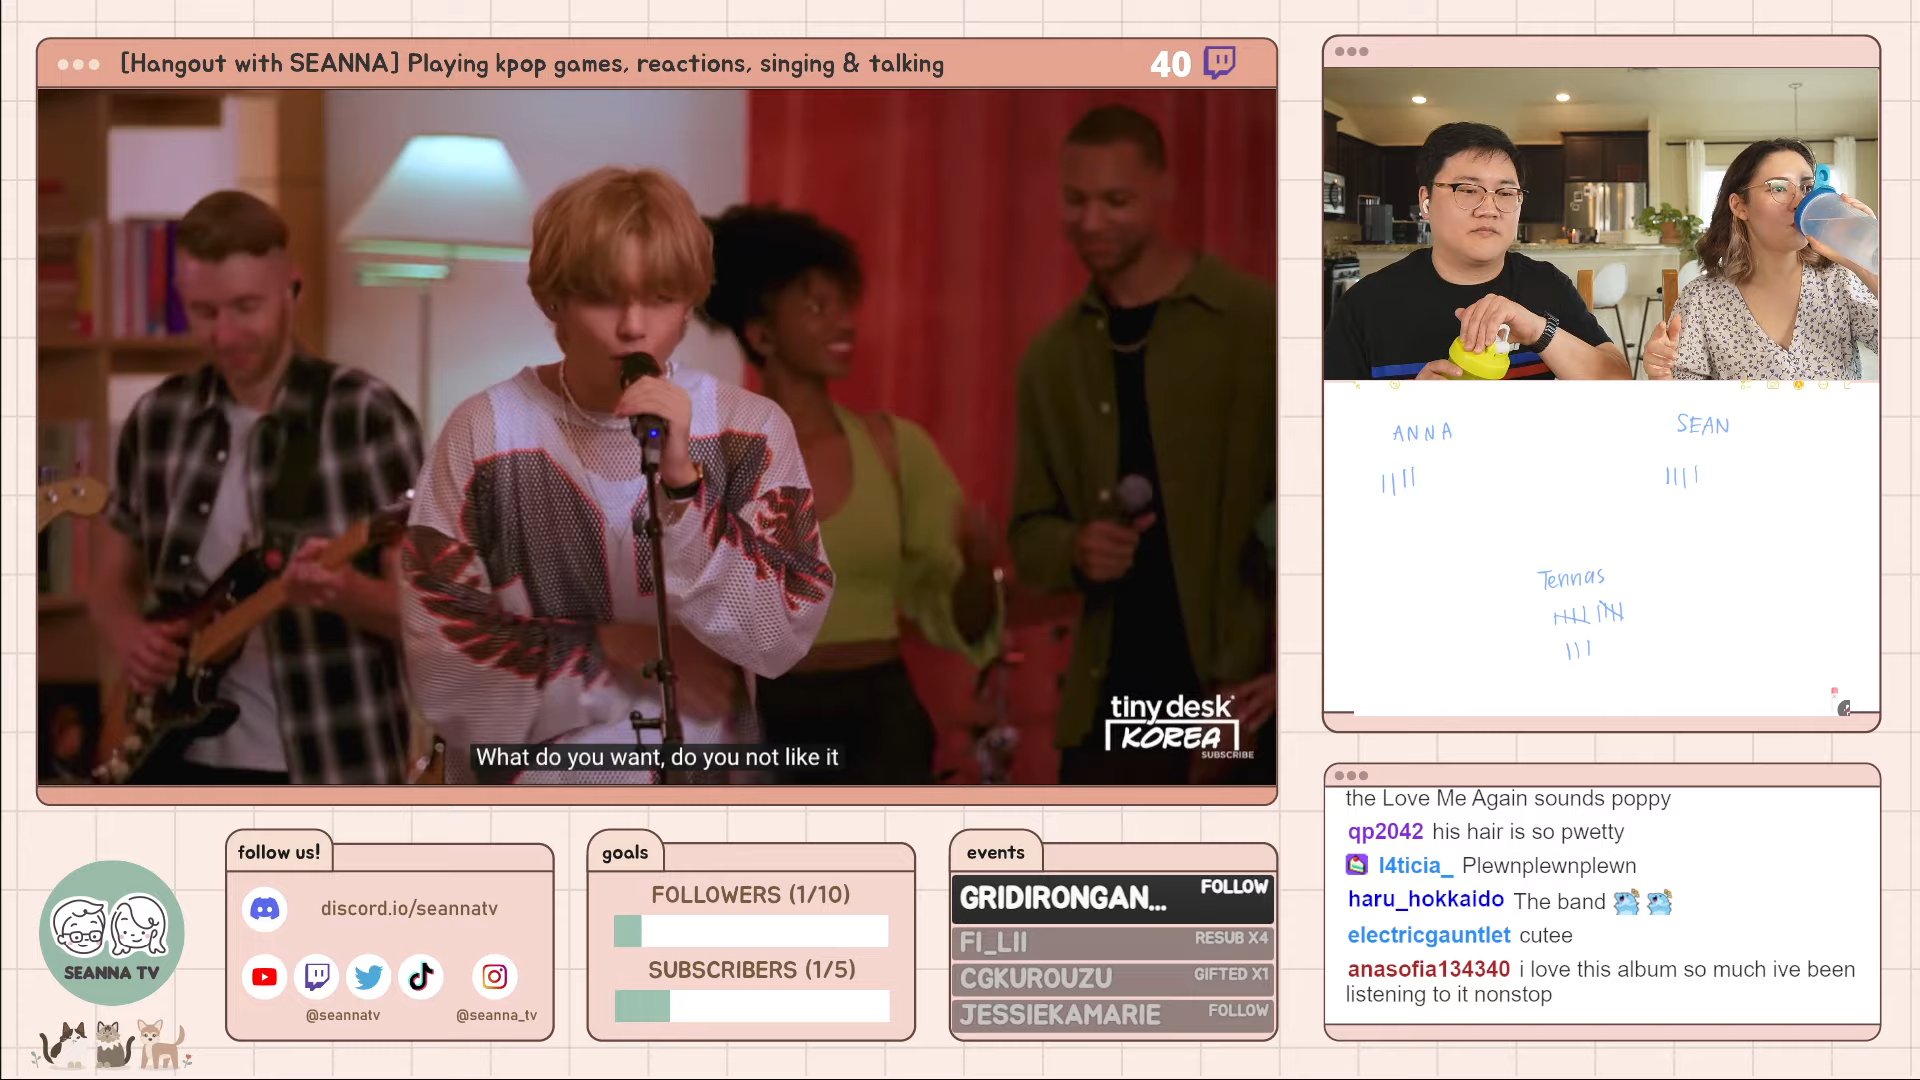 [Hangout with SEANNA] Playing kpop games, reactions, singing & talking
40
What do you want, do you not like it
tiny desk
KOREA
SUBSCRIBE
ANNA
SEAN
Tennas
the Love Me Again sounds poppy
qp2042 his hair is so pwetty
l4ticia_ Plewnplewnplewn
haru_hokkaido The band
electricgauntlet cutee
anasofia134340 i love this album so much ive been
listening to it nonstop
SEANNA TV
follow us!
discord.io/seannatv
@seannatv
@seanna_tv
goals
FOLLOWERS (1/10)
SUBSCRIBERS (1/5)
events
GRIDIRONGAN... FOLLOW
FI_LII RESUB X4
CGKUROUZU GIFTED X1
JESSIEKAMARIE FOLLOW